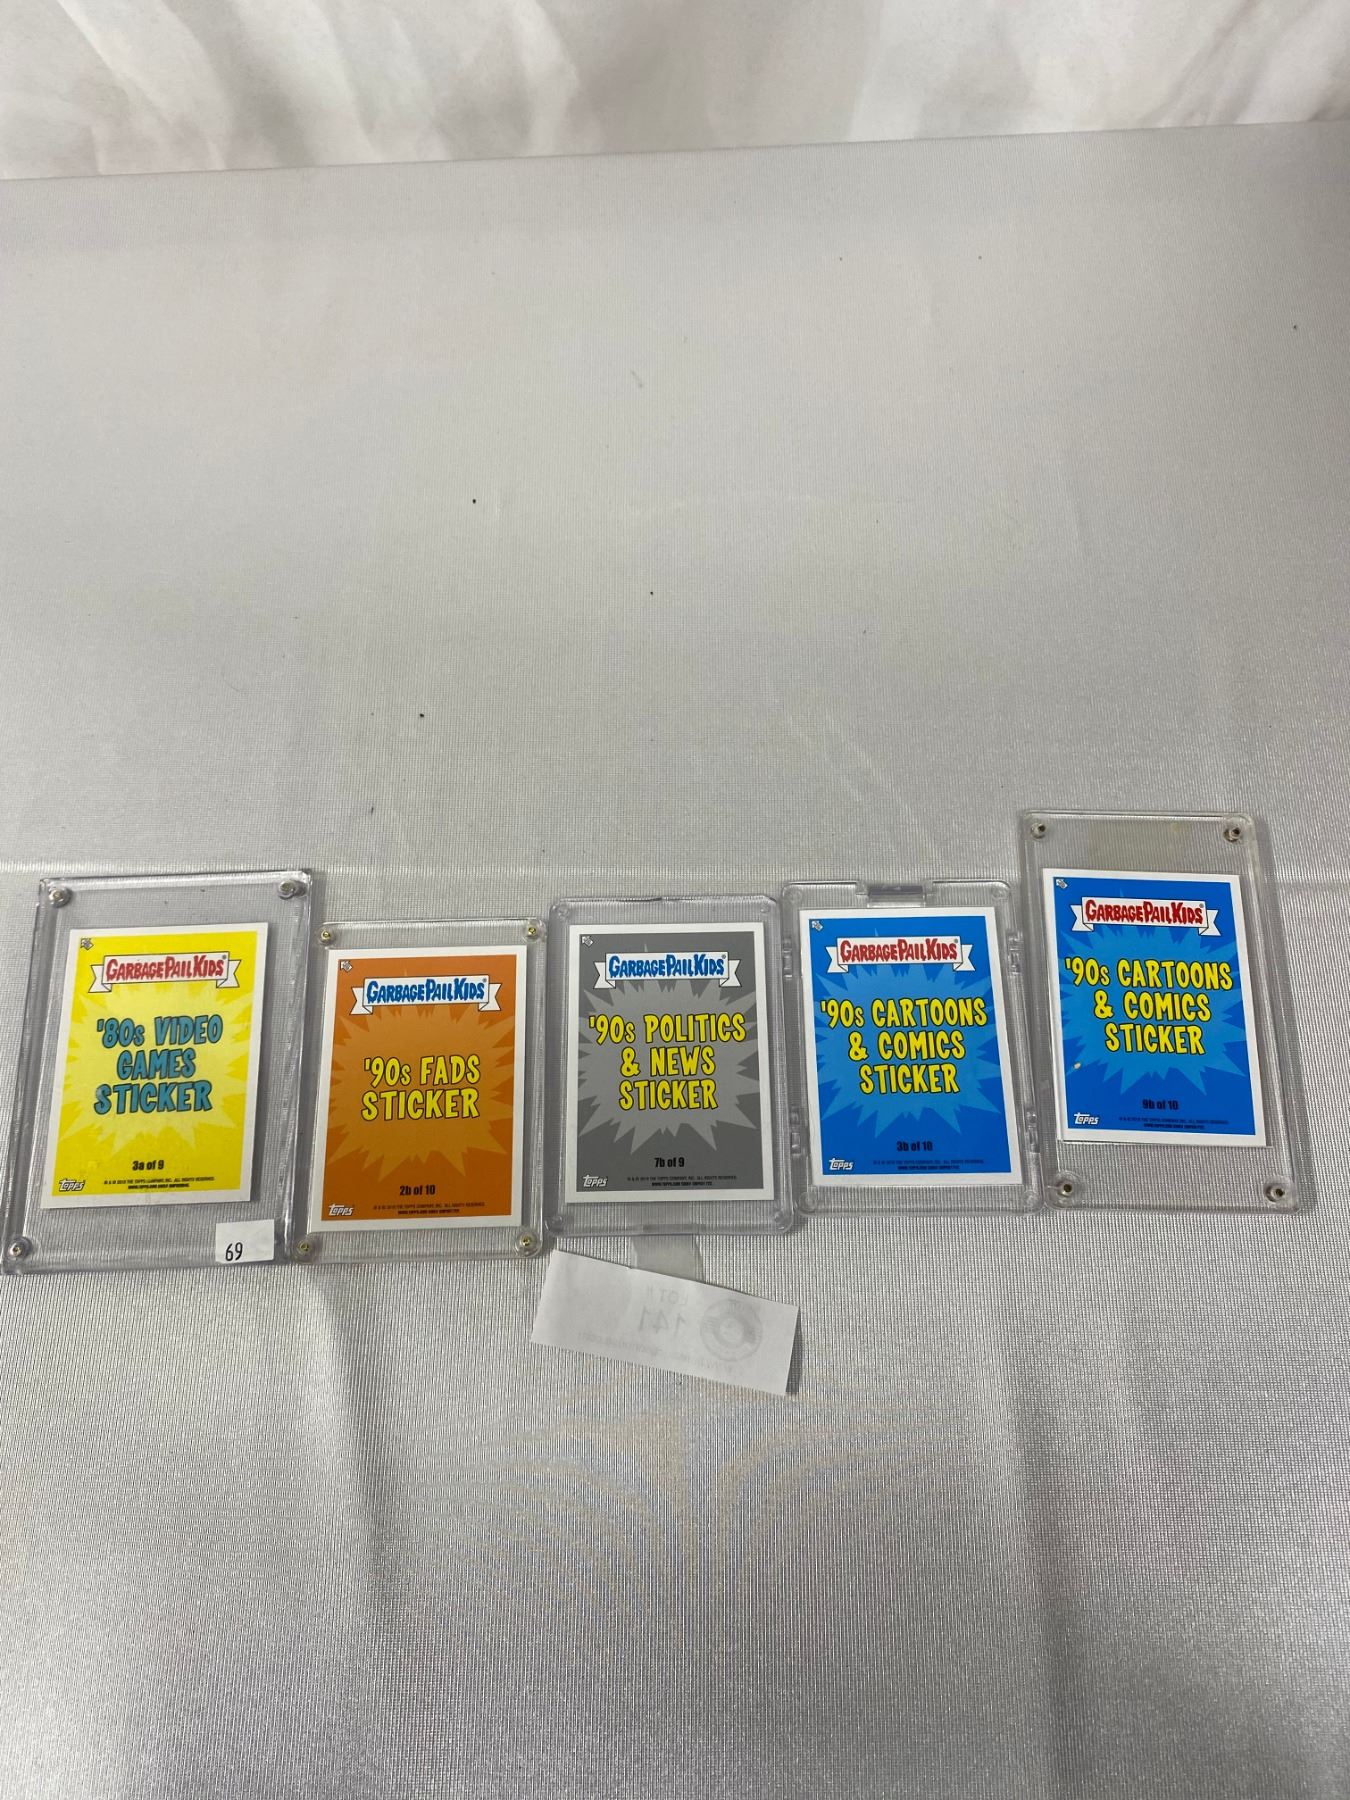 GARBAGE PAIL KIDS
'80s VIDEO
GAMES
STICKER
3a of 9
Topps
69
GARBAGE PAIL KIDS
'90s FADS
STICKER
2b of 10
Topps
GARBAGE PAIL KIDS
'90s POLITICS
& NEWS
STICKER
7b of 9
Topps
GARBAGE PAIL KIDS
'90s CARTOONS
& COMICS
STICKER
3b of 10
Topps
GARBAGE PAIL KIDS
'90s CARTOONS
& COMICS
STICKER
9b of 10
Topps
LOT #
141